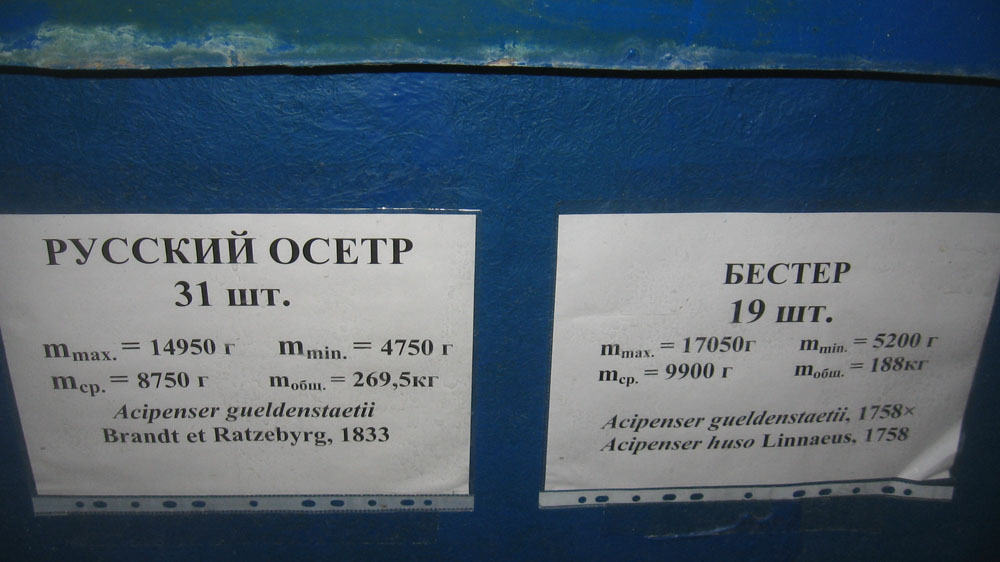 РУССКИЙ ОСЕТР
31 шт.
mmax. = 14950 г mmin. = 4750 г
mср. = 8750 г mобщ. = 269,5кг
Acipenser gueldenstaetii
Brandt et Ratzebyrg, 1833
БЕСТЕР
19 шт.
mmax. = 17050г mmin. = 5200 г
mср. = 9900 г mобщ. = 188кг
Acipenser gueldenstaetii, 1758×
Acipenser huso Linnaeus, 1758